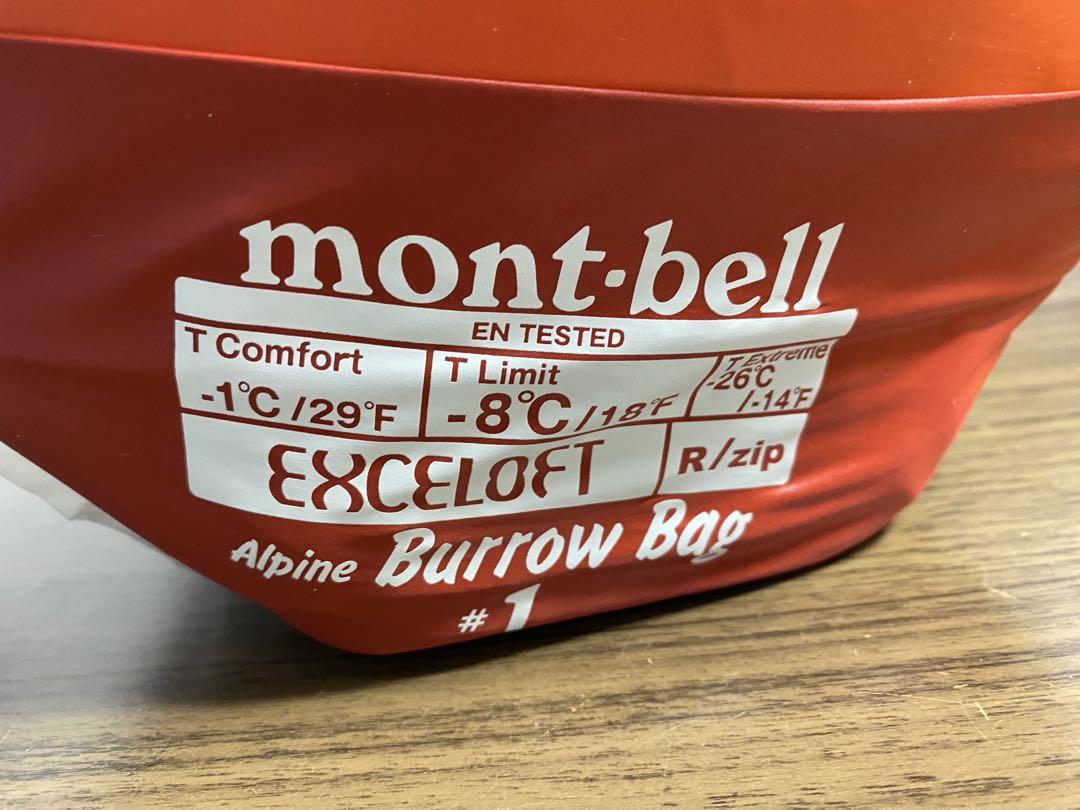 mont·bell
EN TESTED
T Comfort
-1℃/29°F
T Limit
-8℃/18°F
T Extreme
-26℃
/-14°F
EXCELOFT
R/zip
Alpine Burrow Bag
#1